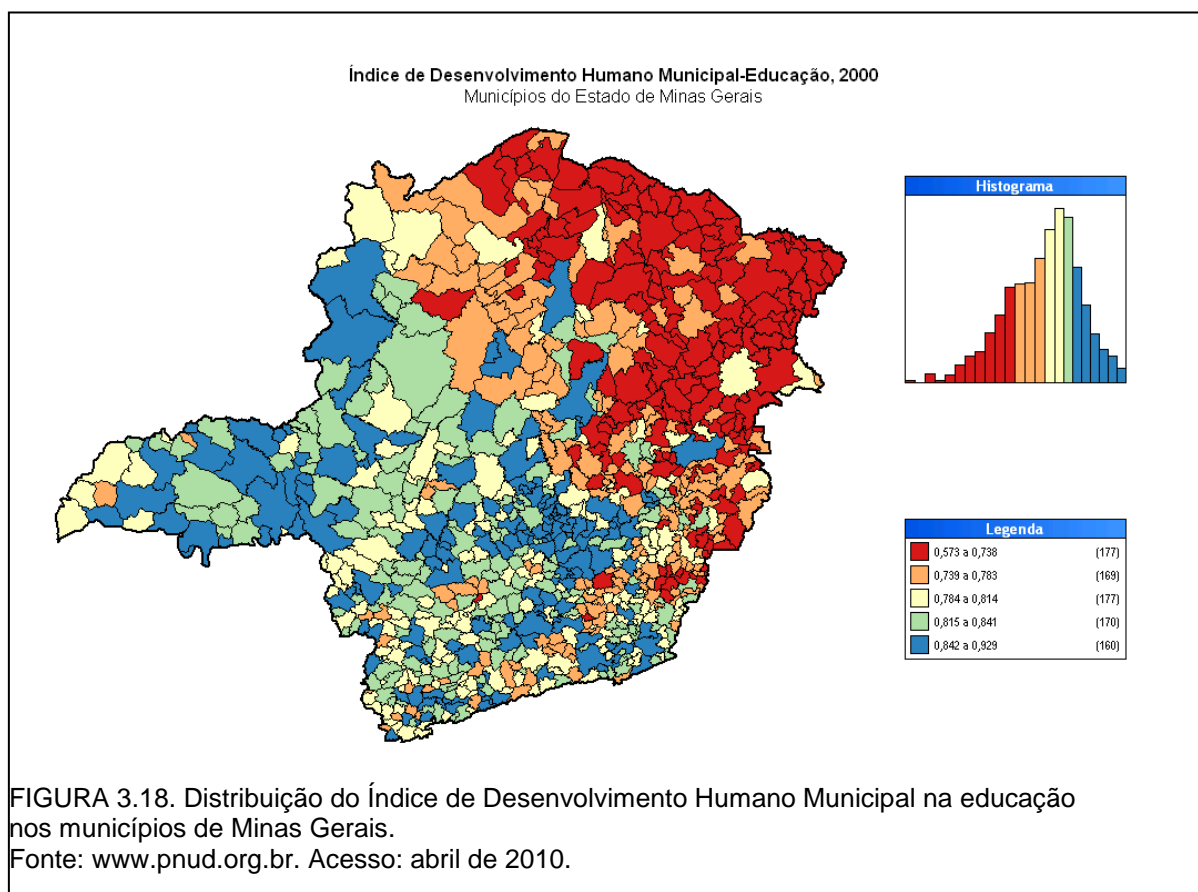 Índice de Desenvolvimento Humano Municipal-Educação, 2000
Municípios do Estado de Minas Gerais
Histograma
Legenda
0,573 a 0,738 (177)
0,739 a 0,783 (169)
0,784 a 0,814 (177)
0,815 a 0,841 (170)
0,842 a 0,929 (160)
FIGURA 3.18. Distribuição do Índice de Desenvolvimento Humano Municipal na educação
nos municípios de Minas Gerais.
Fonte: www.pnud.org.br. Acesso: abril de 2010.